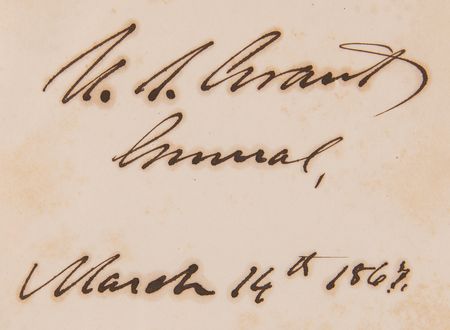 U. S. Grant
General,
March 14th 1867.